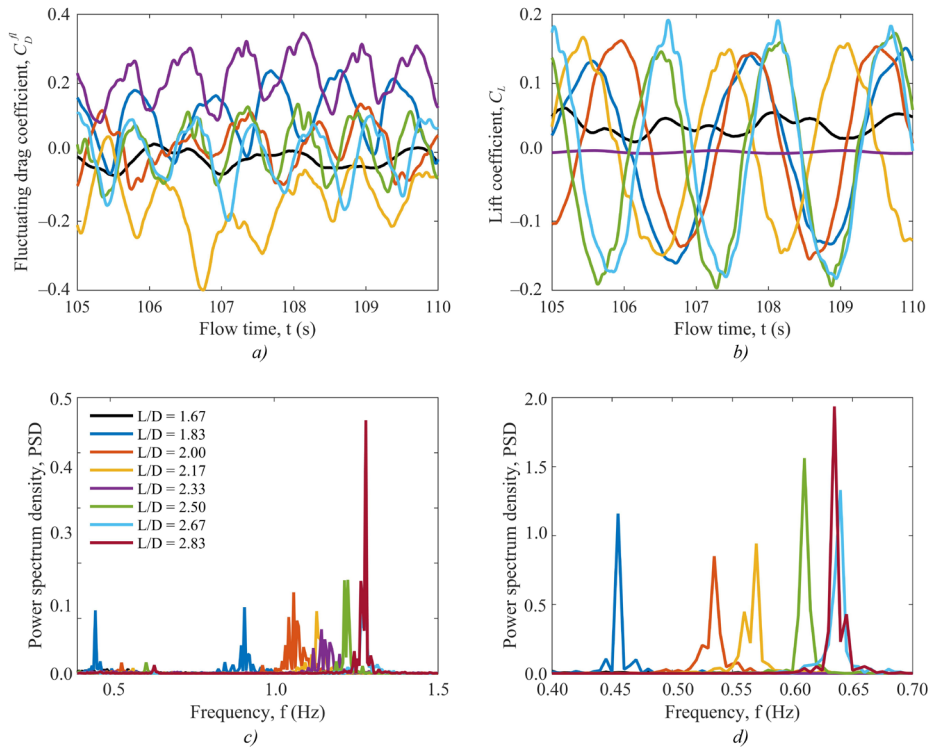 Fluctuating drag coefficient, C_D^fl
0.4
0.2
0.0
−0.2
−0.4
105 106 107 108 109 110
Flow time, t (s)
a)
Lift coefficient, C_L
0.2
0.1
0.0
−0.1
−0.2
105 106 107 108 109 110
Flow time, t (s)
b)
Power spectrum density, PSD
0.5
0.4
0.3
0.1
0.0
L/D = 1.67
L/D = 1.83
L/D = 2.00
L/D = 2.17
L/D = 2.33
L/D = 2.50
L/D = 2.67
L/D = 2.83
0.5 1.0 1.5
Frequency, f (Hz)
c)
Power spectrum density, PSD
2.0
1.5
1.0
0.5
0.0
0.40 0.45 0.50 0.55 0.60 0.65 0.70
Frequency, f (Hz)
d)